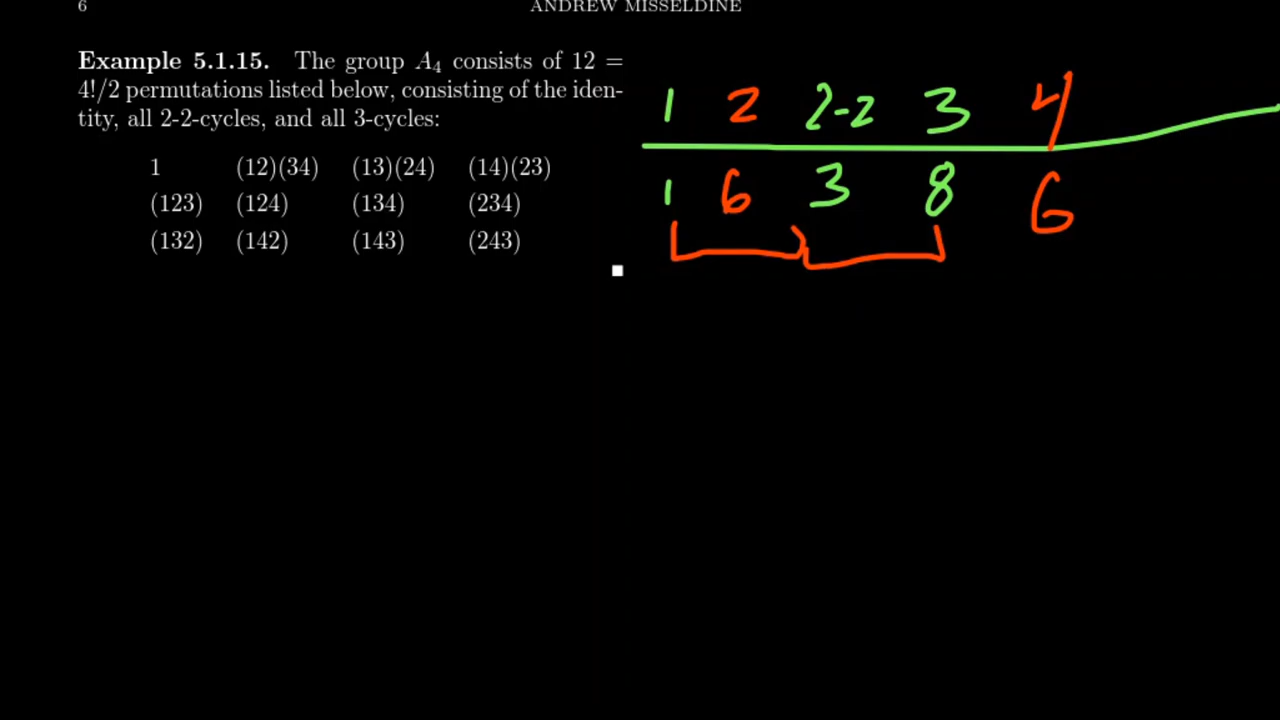 6 ANDREW MISSELDINE
Example 5.1.15. The group A₄ consists of 12 =
4!/2 permutations listed below, consisting of the iden-
tity, all 2-2-cycles, and all 3-cycles:
1 (12)(34) (13)(24) (14)(23)
(123) (124) (134) (234)
(132) (142) (143) (243)
1 2 2-2 3 4
1 6 3 8 6